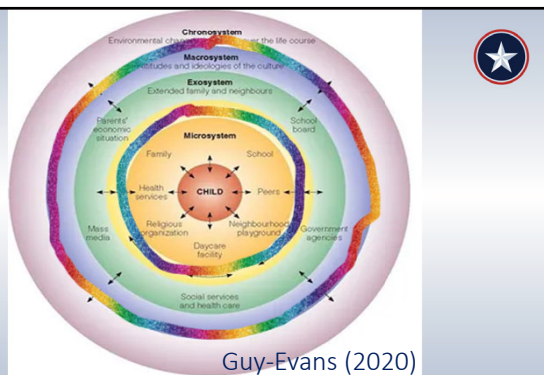 Chronosystem
Environmental cha over the life course
Macrosystem
titudes and ideologies of the culture
Exosystem
Extended family and neighbours
Parents' economic situation
School board
Microsystem
Family
School
Health services
CHILD
Peers
Mass media
Religious organization
Neighbourhood playground
Government agencies
Daycare facility
Social services
and health care
Guy-Evans (2020)